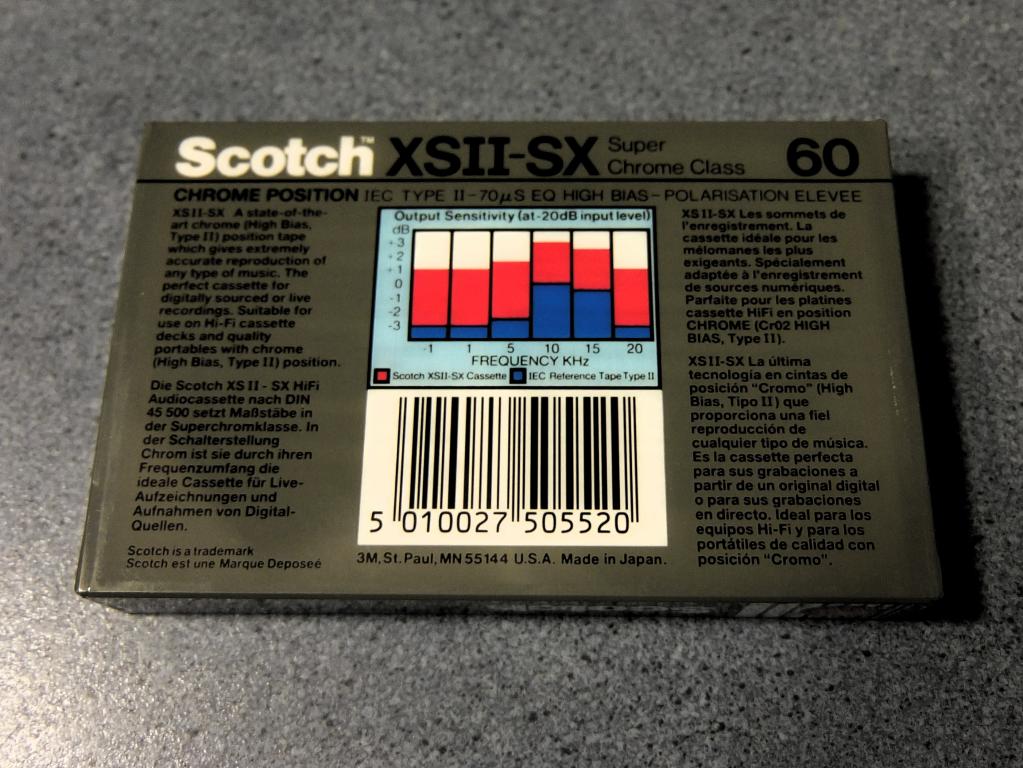 Scotch™ XSII-SX Super Chrome Class 60
CHROME POSITION IEC TYPE II-70µS EQ HIGH BIAS-POLARISATION ELEVEE
XSII-SX A state-of-the-
art chrome (High Bias,
Type II) position tape
which gives extremely
accurate reproduction of
any type of music. The
perfect cassette for
digitally sourced or live
recordings. Suitable for
use on Hi-Fi cassette
decks and quality
portables with chrome
(High Bias, Type II) position.
Die Scotch XS II - SX HiFi
Audiocassette nach DIN
45 500 setzt Maßstäbe in
der Superchromklasse. In
der Schalterstellung
Chrom ist sie durch ihren
Frequenzumfang die
ideale Cassette für Live-
Aufzeichnungen und
Aufnahmen von Digital-
Quellen.
Scotch is a trademark
Scotch est une Marque Deposeé
Output Sensitivity (at -20dB input level)
dB
+3
+2
+1
0
-1
-2
-3
-1 1 5 10 15 20
FREQUENCY KHz
Scotch XSII-SX Cassette IEC Reference Tape Type II
5 010027 505520
3M, St. Paul, MN 55144 U.S.A. Made in Japan.
XSII-SX Les sommets de
l'enregistrement. La
cassette idéale pour les
mélomanes les plus
exigeants. Spécialement
adaptée à l'enregistrement
de sources numériques.
Parfaite pour les platines
cassette HiFi en position
CHROME (Cr02 HIGH
BIAS, Type II).
XSII-SX La última
tecnologia en cintas de
posición "Cromo" (High
Bias, Tipo II) que
proporciona una fiel
reproducción de
cualquier tipo de música.
Es la cassette perfecta
para sus grabaciones a
partir de un original digital
o para sus grabaciones
en directo. Ideal para los
equipos Hi-Fi y para los
portátiles de calidad con
posición "Cromo".